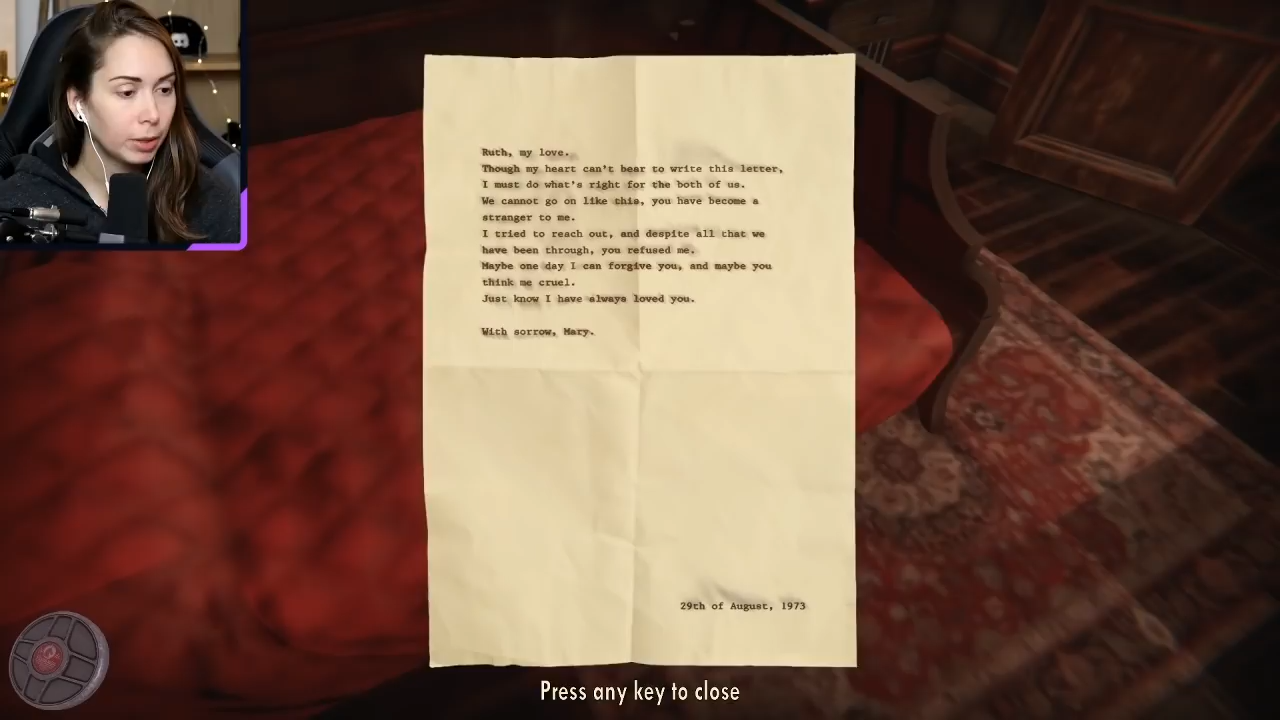 Ruth, my love.
Though my heart can't bear to write this letter,
I must do what's right for the both of us.
We cannot go on like this, you have become a
stranger to me.
I tried to reach out, and despite all that we
have been through, you refused me.
Maybe one day I can forgive you, and maybe you
think me cruel.
Just know I have always loved you.
With sorrow, Mary.
29th of August, 1973
Press any key to close